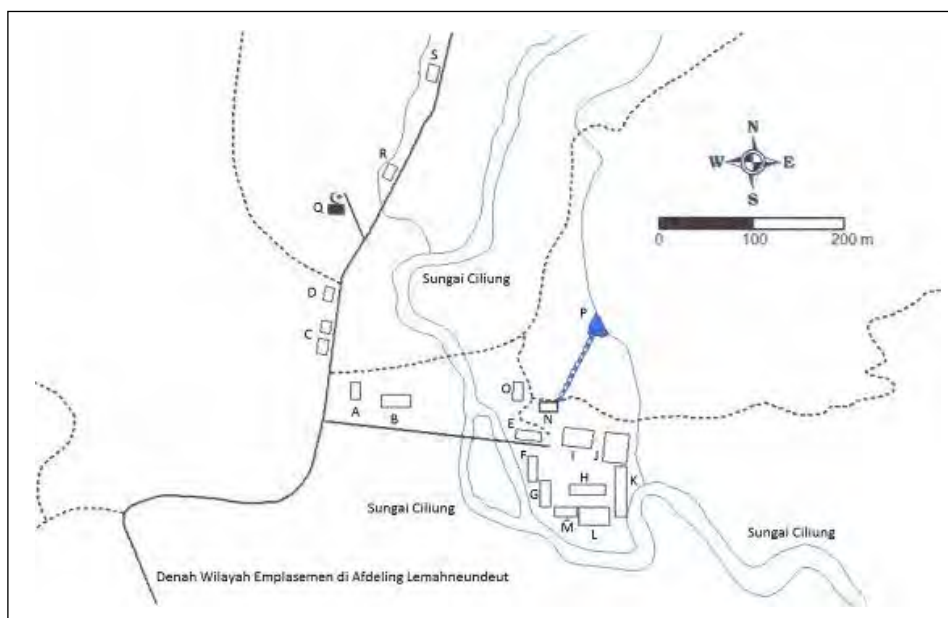 S
N
W E
S
R
Q
0 100 200 m
Sungai Ciliung
D
P
C
A
B
O
N
E
I
J
F
G
H
K
M
L
Sungai Ciliung
Sungai Ciliung
Denah Wilayah Emplasemen di Afdeling Lemahneundeut